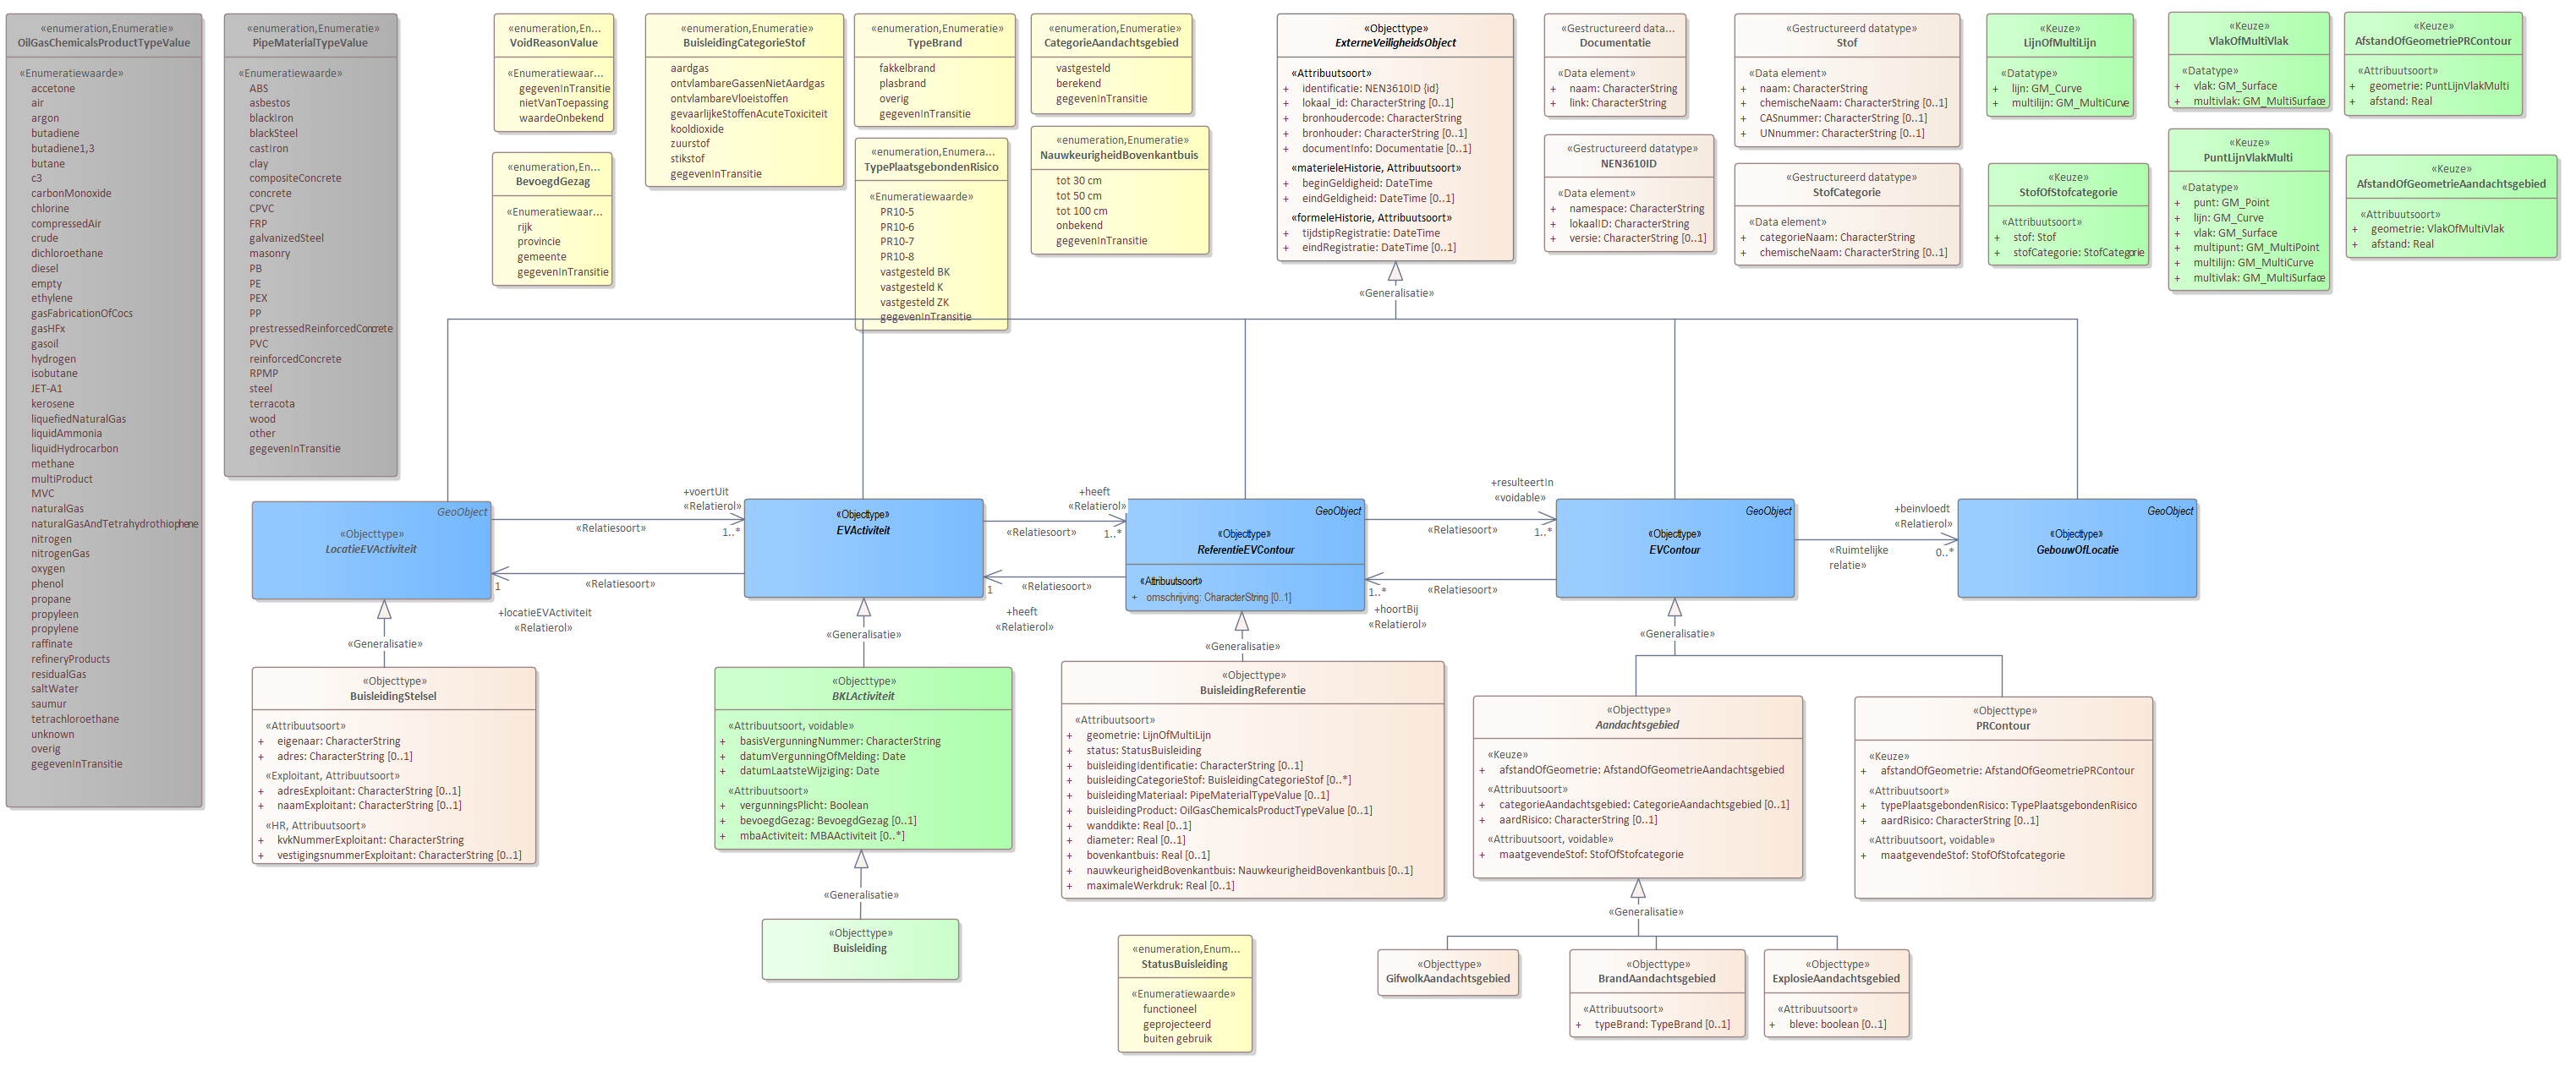 «enumeration,Enumeratie»
OilGasChemicalsProductTypeValue
«Enumeratiewaarde»
accetone
air
argon
butadiene
butadiene1,3
butane
c3
carbonMonoxide
chlorine
compressedAir
crude
dichloroethane
diesel
empty
ethylene
gasFabricationOfCocs
gasHFx
gasoil
hydrogen
isobutane
JET-A1
kerosene
liquefiedNaturalGas
liquidAmmonia
liquidHydrocarbon
methane
multiProduct
MVC
naturalGas
naturalGasAndTetrahydrothiophene
nitrogen
nitrogenGas
oxygen
phenol
propane
propyleen
propylene
raffinate
refineryProducts
residualGas
saltWater
saumur
tetrachloroethane
unknown
overig
gegevenInTransitie
«enumeration,Enumeratie»
PipeMaterialTypeValue
«Enumeratiewaarde»
ABS
asbestos
blackIron
blackSteel
castIron
clay
compositeConcrete
concrete
CPVC
FRP
galvanizedSteel
masonry
PB
PE
PEX
PP
prestressedReinforcedConcrete
PVC
reinforcedConcrete
RPMP
steel
terracota
wood
other
gegevenInTransitie
«enumeration,En...
VoidReasonValue
«Enumeratiewaar...
gegevenInTransitie
nietVanToepassing
waardeOnbekend
«enumeration,En...
BevoegdGezag
«Enumeratiewaar...
rijk
provincie
gemeente
gegevenInTransitie
«enumeration,Enumeratie»
BuisleidingCategorieStof
aardgas
ontvlambareGassenNietAardgas
ontvlambareVloeistoffen
gevaarlijkeStoffenAcuteToxiciteit
kooldioxide
zuurstof
stikstof
gegevenInTransitie
«enumeration,Enumeratie»
TypeBrand
fakkelbrand
plasbrand
overig
gegevenInTransitie
«enumeration,Enumera...
TypePlaatsgebondenRisico
«Enumeratiewaarde»
PR10-5
PR10-6
PR10-7
PR10-8
vastgesteld BK
vastgesteld K
vastgesteld ZK
gegevenInTransitie
«enumeration,Enumeratie»
CategorieAandachtsgebied
vastgesteld
berekend
gegevenInTransitie
«enumeration,Enumeratie»
NauwkeurigheidBovenkantbuis
tot 30 cm
tot 50 cm
tot 100 cm
onbekend
gegevenInTransitie
«Objecttype»
ExterneVeiligheidsObject
«Attribuutsoort»
+ identificatie: NEN3610ID {id}
+ lokaal_id: CharacterString [0..1]
+ bronhoudercode: CharacterString
+ bronhouder: CharacterString [0..1]
+ documentInfo: Documentatie [0..1]
«materieleHistorie, Attribuutsoort»
+ beginGeldigheid: DateTime
+ eindGeldigheid: DateTime [0..1]
«formeleHistorie, Attribuutsoort»
+ tijdstipRegistratie: DateTime
+ eindRegistratie: DateTime [0..1]
«Generalisatie»
«Gestructureerd data...
Documentatie
«Data element»
+ naam: CharacterString
+ link: CharacterString
«Gestructureerd datatype»
NEN3610ID
«Data element»
+ namespace: CharacterString
+ lokaalID: CharacterString
+ versie: CharacterString [0..1]
«Gestructureerd datatype»
Stof
«Data element»
+ naam: CharacterString
+ chemischeNaam: CharacterString [0..1]
+ CASnummer: CharacterString [0..1]
+ UNnummer: CharacterString [0..1]
«Gestructureerd datatype»
StofCategorie
«Data element»
+ categorieNaam: CharacterString
+ chemischeNaam: CharacterString [0..1]
«Keuze»
LijnOfMultiLijn
«Datatype»
+ lijn: GM_Curve
+ multilijn: GM_MultiCurve
«Keuze»
StofOfStofcategorie
«Attribuutsoort»
+ stof: Stof
+ stofCategorie: StofCategorie
«Keuze»
VlakOfMultiVlak
«Datatype»
+ vlak: GM_Surface
+ multivlak: GM_MultiSurface
«Keuze»
PuntLijnVlakMulti
«Datatype»
+ punt: GM_Point
+ lijn: GM_Curve
+ vlak: GM_Surface
+ multipunt: GM_MultiPoint
+ multilijn: GM_MultiCurve
+ multivlak: GM_MultiSurface
«Keuze»
AfstandOfGeometriePRContour
«Attribuutsoort»
+ geometrie: PuntLijnVlakMulti
+ afstand: Real
«Keuze»
AfstandOfGeometrieAandachtsgebied
«Attribuutsoort»
+ geometrie: VlakOfMultiVlak
+ afstand: Real
GeoObject
«Objecttype»
LocatieEVActiviteit
+voertUit
«Relatierol»
«Relatiesoort»
1..*
«Relatiesoort»
1
+locatieEVActiviteit
«Relatierol»
«Objecttype»
EVActiviteit
+heeft
«Relatierol»
«Relatiesoort»
1..*
«Relatiesoort»
1
+heeft
«Relatierol»
GeoObject
«Objecttype»
ReferentieEVContour
«Attribuutsoort»
+ omschrijving: CharacterString [0..1]
+resulteertIn
«voidable»
«Relatiesoort»
1..*
«Relatiesoort»
1..*
+hoortBij
«Relatierol»
GeoObject
«Objecttype»
EVContour
+beinvloedt
«Relatierol»
«Ruimtelijke
relatie»
0..*
GeoObject
«Objecttype»
GebouwOfLocatie
«Generalisatie»
«Generalisatie»
«Generalisatie»
«Generalisatie»
«Objecttype»
BuisleidingStelsel
«Attribuutsoort»
+ eigenaar: CharacterString
+ adres: CharacterString [0..1]
«Exploitant, Attribuutsoort»
+ adresExploitant: CharacterString [0..1]
+ naamExploitant: CharacterString [0..1]
«HR, Attribuutsoort»
+ kvkNummerExploitant: CharacterString
+ vestigingsnummerExploitant: CharacterString [0..1]
«Objecttype»
BKLActiviteit
«Attribuutsoort, voidable»
+ basisVergunningNummer: CharacterString
+ datumVergunningOfMelding: Date
+ datumLaatsteWijziging: Date
«Attribuutsoort»
+ vergunningsPlicht: Boolean
+ bevoegdGezag: BevoegdGezag [0..1]
+ mbaActiviteit: MBAActiviteit [0..*]
«Generalisatie»
«Objecttype»
Buisleiding
«Objecttype»
BuisleidingReferentie
«Attribuutsoort»
+ geometrie: LijnOfMultiLijn
+ status: StatusBuisleiding
+ buisleidingIdentificatie: CharacterString [0..1]
+ buisleidingCategorieStof: BuisleidingCategorieStof [0..*]
+ buisleidingMateriaal: PipeMaterialTypeValue [0..1]
+ buisleidingProduct: OilGasChemicalsProductTypeValue [0..1]
+ wanddikte: Real [0..1]
+ diameter: Real [0..1]
+ bovenkantbuis: Real [0..1]
+ nauwkeurigheidBovenkantbuis: NauwkeurigheidBovenkantbuis [0..1]
+ maximaleWerkdruk: Real [0..1]
«enumeration,Enum...
StatusBuisleiding
«Enumeratiewaarde»
functioneel
geprojecteerd
buiten gebruik
«Objecttype»
Aandachtsgebied
«Keuze»
+ afstandOfGeometrie: AfstandOfGeometrieAandachtsgebied
«Attribuutsoort»
+ categorieAandachtsgebied: CategorieAandachtsgebied [0..1]
+ aardRisico: CharacterString [0..1]
«Attribuutsoort, voidable»
+ maatgevendeStof: StofOfStofcategorie
«Objecttype»
PRContour
«Keuze»
+ afstandOfGeometrie: AfstandOfGeometriePRContour
«Attribuutsoort»
+ typePlaatsgebondenRisico: TypePlaatsgebondenRisico
+ aardRisico: CharacterString [0..1]
«Attribuutsoort, voidable»
+ maatgevendeStof: StofOfStofcategorie
«Generalisatie»
«Objecttype»
GifwolkAandachtsgebied
«Objecttype»
BrandAandachtsgebied
«Attribuutsoort»
+ typeBrand: TypeBrand [0..1]
«Objecttype»
ExplosieAandachtsgebied
«Attribuutsoort»
+ bleve: boolean [0..1]